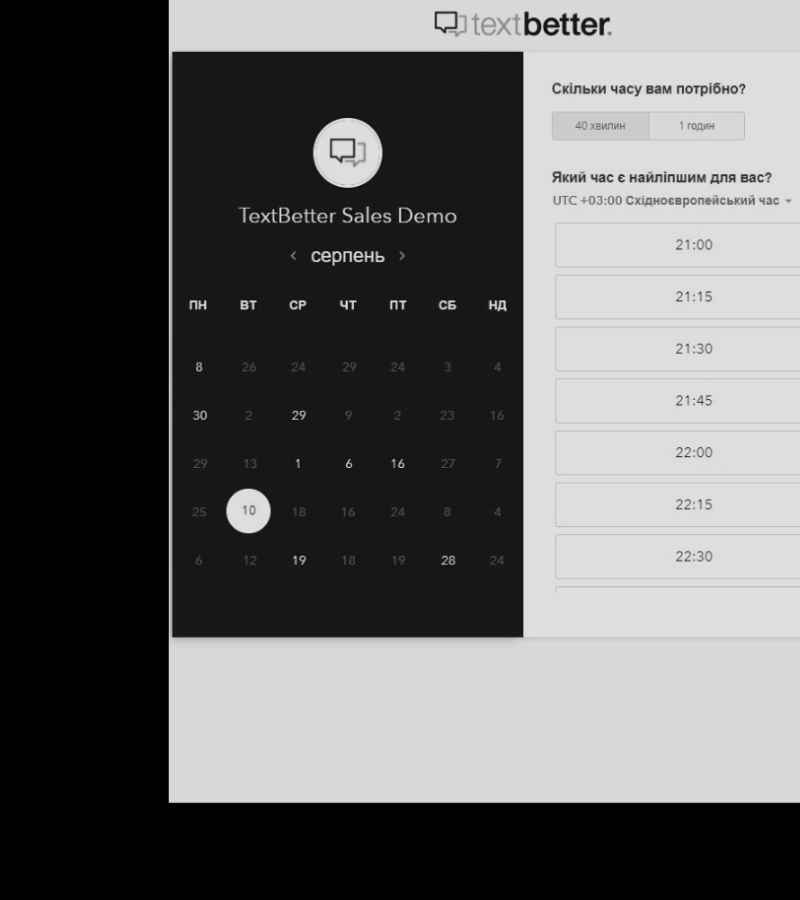 textbetter.
TextBetter Sales Demo
серпень
ПН ВТ СР ЧТ ПТ СБ НД
8 26 24 29 24 3 4
30 2 29 9 2 23 16
29 13 1 6 16 27 7
25 10 18 16 24 8 4
6 12 19 18 19 28 24
Скільки часу вам потрібно?
40 хвилин 1 годин
Який час є найліпшим для вас?
UTC +03:00 Східноєвропейський час
21:00
21:15
21:30
21:45
22:00
22:15
22:30